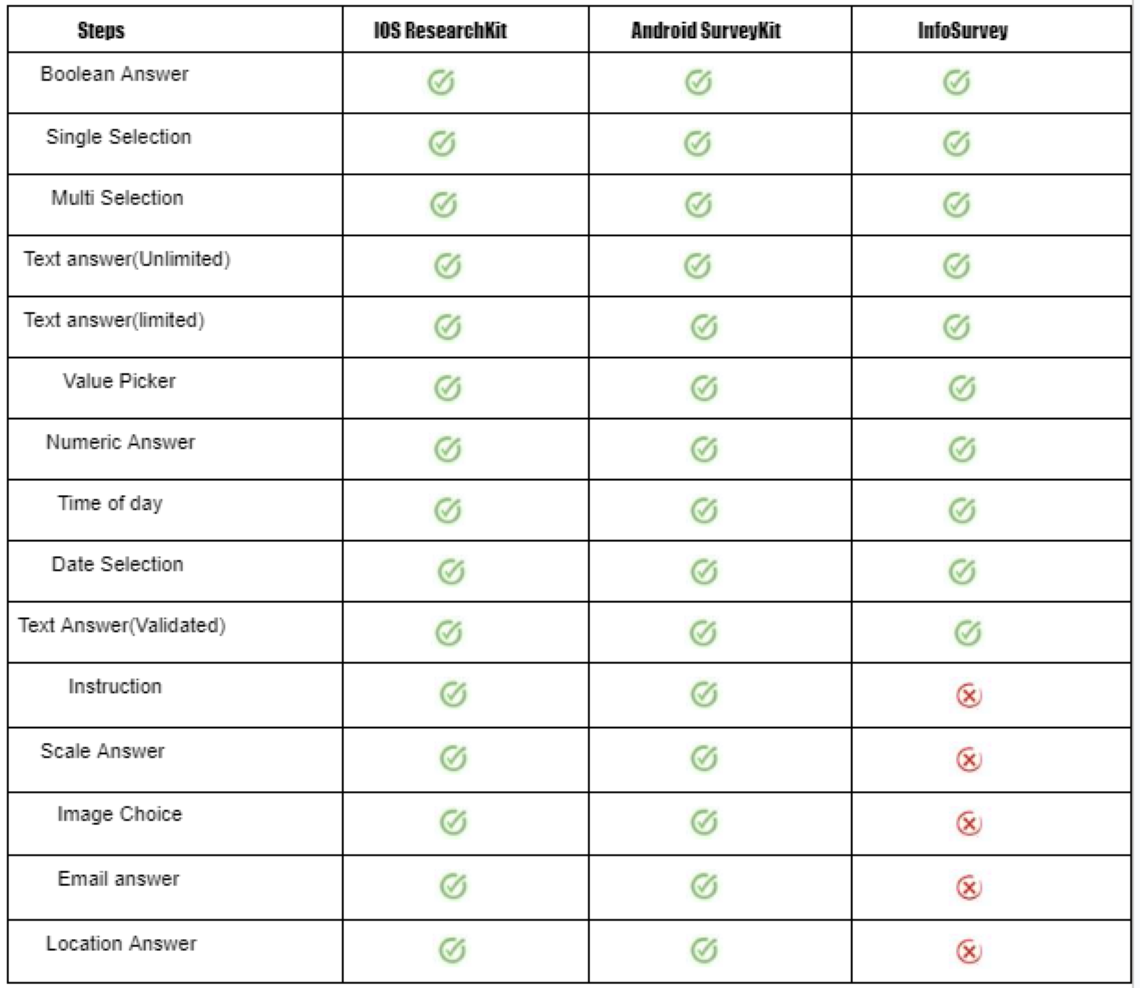 Steps IOS ResearchKit Android SurveyKit InfoSurvey
Boolean Answer
Single Selection
Multi Selection
Text answer(Unlimited)
Text answer(limited)
Value Picker
Numeric Answer
Time of day
Date Selection
Text Answer(Validated)
Instruction
Scale Answer
Image Choice
Email answer
Location Answer